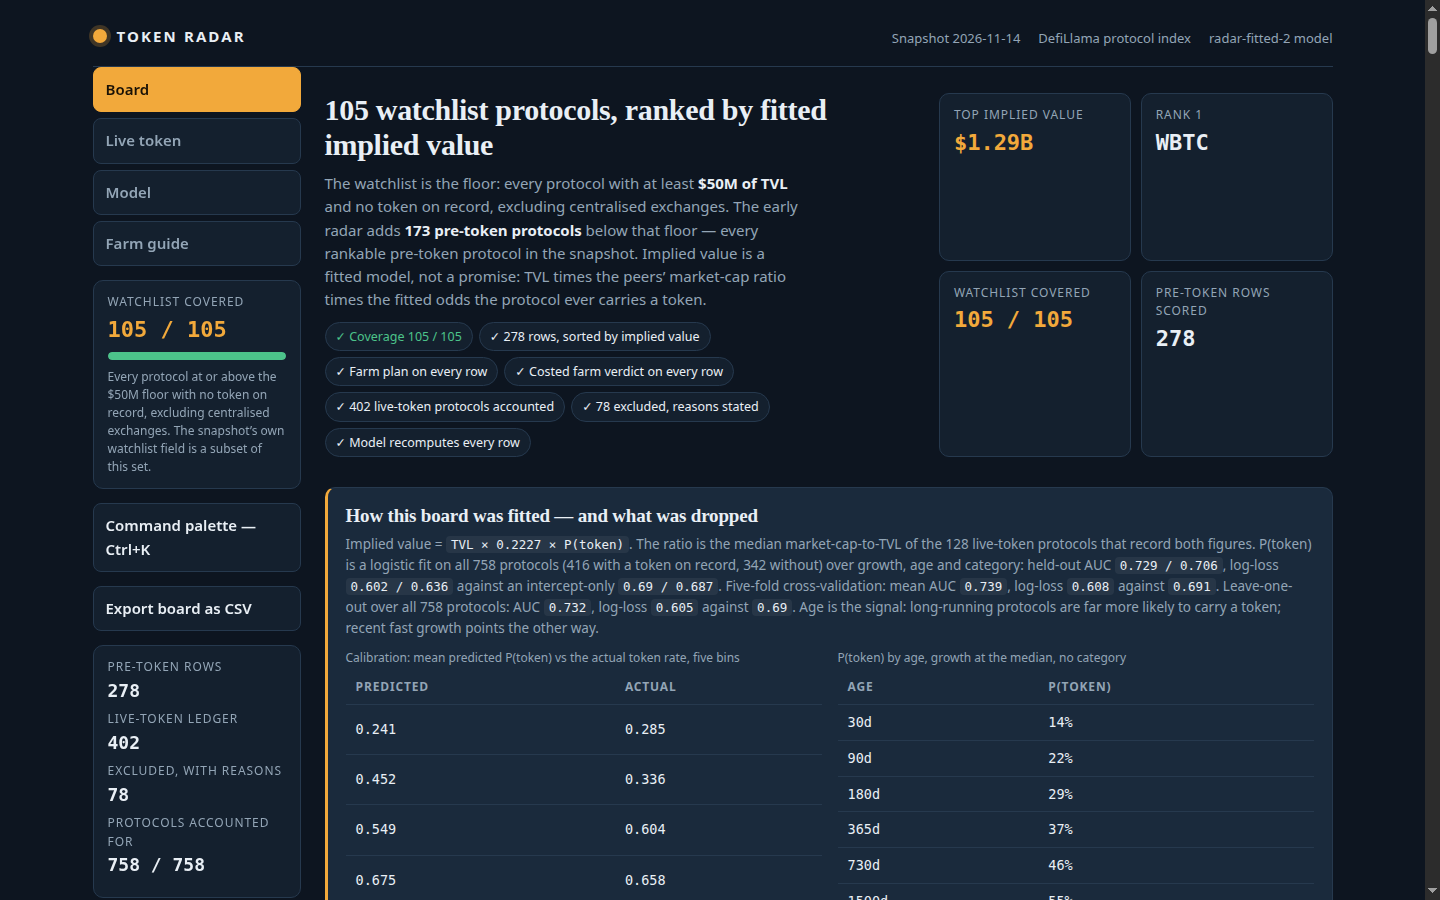 TOKEN RADAR
Snapshot 2026-11-14 DefiLlama protocol index radar-fitted-2 model
Board
Live token
Model
Farm guide
WATCHLIST COVERED
105 / 105
Every protocol at or above the
$50M floor with no token on
record, excluding centralised
exchanges. The snapshot's own
watchlist field is a subset of
this set.
Command palette —
Ctrl+K
Export board as CSV
PRE-TOKEN ROWS
278
LIVE-TOKEN LEDGER
402
EXCLUDED, WITH REASONS
78
PROTOCOLS ACCOUNTED
FOR
758 / 758
105 watchlist protocols, ranked by fitted
implied value
The watchlist is the floor: every protocol with at least $50M of TVL
and no token on record, excluding centralised exchanges. The early
radar adds 173 pre-token protocols below that floor — every
rankable pre-token protocol in the snapshot. Implied value is a
fitted model, not a promise: TVL times the peers' market-cap ratio
times the fitted odds the protocol ever carries a token.
✓ Coverage 105 / 105 ✓ 278 rows, sorted by implied value
✓ Farm plan on every row ✓ Costed farm verdict on every row
✓ 402 live-token protocols accounted ✓ 78 excluded, reasons stated
✓ Model recomputes every row
TOP IMPLIED VALUE
$1.29B
RANK 1
WBTC
WATCHLIST COVERED
105 / 105
PRE-TOKEN ROWS
SCORED
278
How this board was fitted — and what was dropped
Implied value = TVL × 0.2227 × P(token). The ratio is the median market-cap-to-TVL of the 128 live-token protocols that record both figures. P(token)
is a logistic fit on all 758 protocols (416 with a token on record, 342 without) over growth, age and category: held-out AUC 0.729 / 0.706, log-loss
0.602 / 0.636 against an intercept-only 0.69 / 0.687. Five-fold cross-validation: mean AUC 0.739, log-loss 0.608 against 0.691. Leave-one-
out over all 758 protocols: AUC 0.732, log-loss 0.605 against 0.69. Age is the signal: long-running protocols are far more likely to carry a token;
recent fast growth points the other way.
Calibration: mean predicted P(token) vs the actual token rate, five bins
PREDICTED ACTUAL
0.241 0.285
0.452 0.336
0.549 0.604
0.675 0.658
P(token) by age, growth at the median, no category
AGE P(TOKEN)
30d 14%
90d 22%
180d 29%
365d 37%
730d 46%
1500d 55%